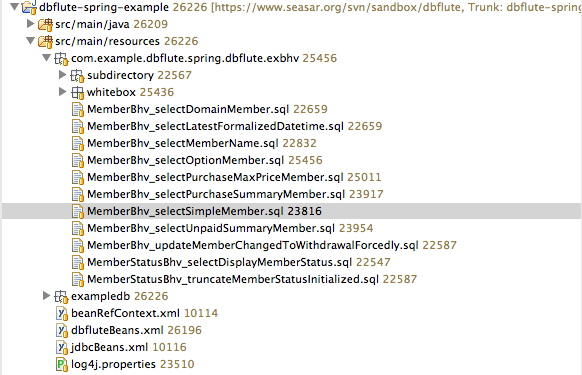 dbflute-spring-example 26226 [https://www.seasar.org/svn/sandbox/dbflute, Trunk: dbflute-spring
src/main/java 26209
src/main/resources 26226
com.example.dbflute.spring.dbflute.exbhv 25456
subdirectory 22567
whitebox 25436
MemberBhv_selectDomainMember.sql 22659
MemberBhv_selectLatestFormalizedDatetime.sql 22659
MemberBhv_selectMemberName.sql 22832
MemberBhv_selectOptionMember.sql 25456
MemberBhv_selectPurchaseMaxPriceMember.sql 25011
MemberBhv_selectPurchaseSummaryMember.sql 23917
MemberBhv_selectSimpleMember.sql 23816
MemberBhv_selectUnpaidSummaryMember.sql 23954
MemberBhv_updateMemberChangedToWithdrawalForcedly.sql 22587
MemberStatusBhv_selectDisplayMemberStatus.sql 22547
MemberStatusBhv_truncateMemberStatusInitialized.sql 22587
exampledb 26226
beanRefContext.xml 10114
dbfluteBeans.xml 26196
jdbcBeans.xml 10116
log4j.properties 23510